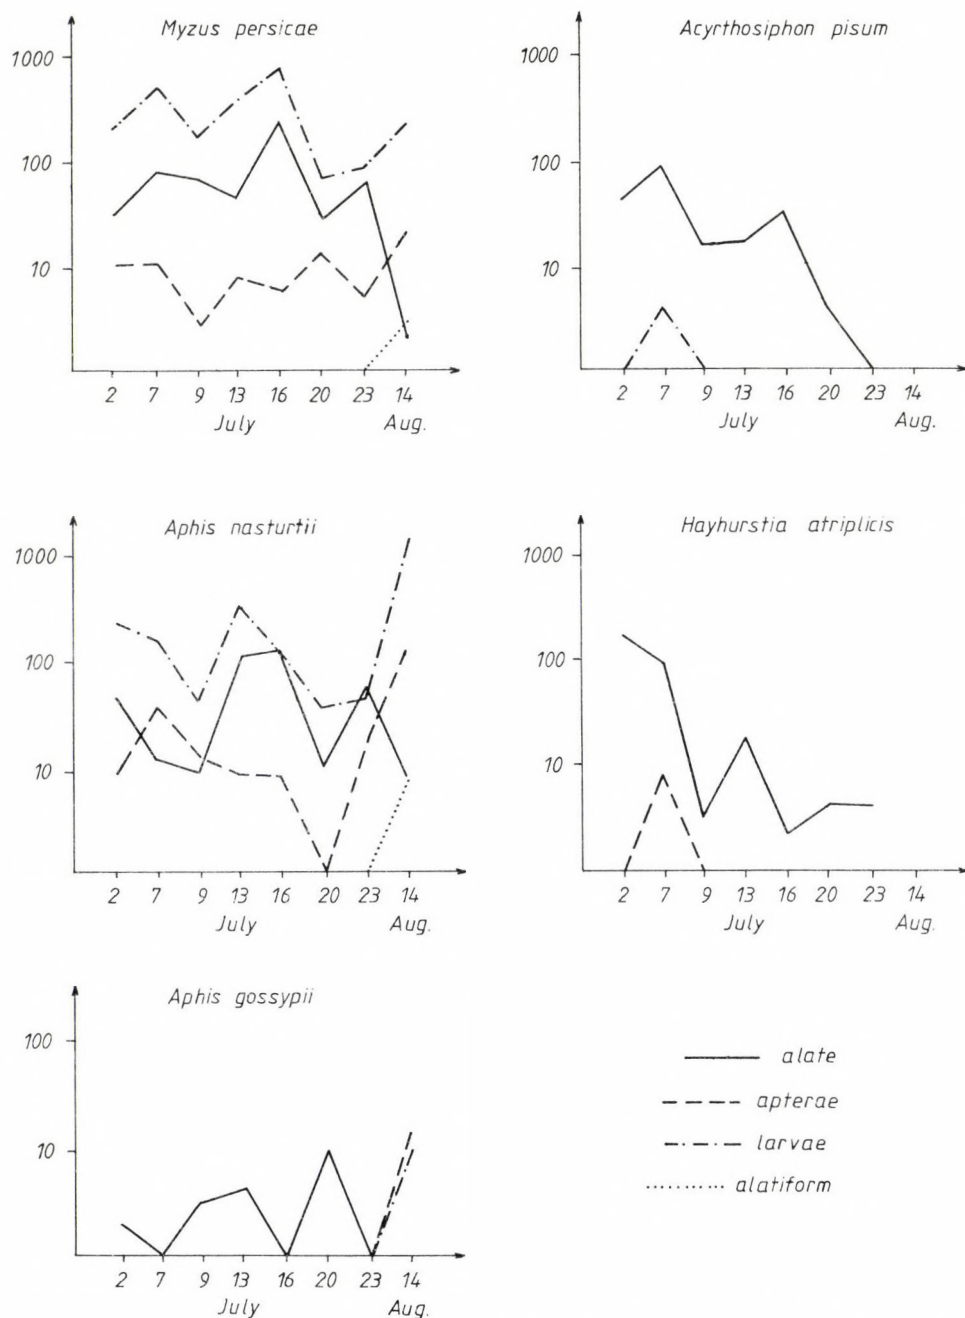 Myzus persicae
1000
100
10
2 7 9 13 16 20 23 14
July Aug.
Acyrthosiphon pisum
1000
100
10
2 7 9 13 16 20 23 14
July Aug.
Aphis nasturtii
1000
100
10
2 7 9 13 16 20 23 14
July Aug.
Hayhurstia atriplicis
1000
100
10
2 7 9 13 16 20 23 14
July Aug.
Aphis gossypii
100
10
2 7 9 13 16 20 23 14
July Aug.
alate
apterae
larvae
alatiform